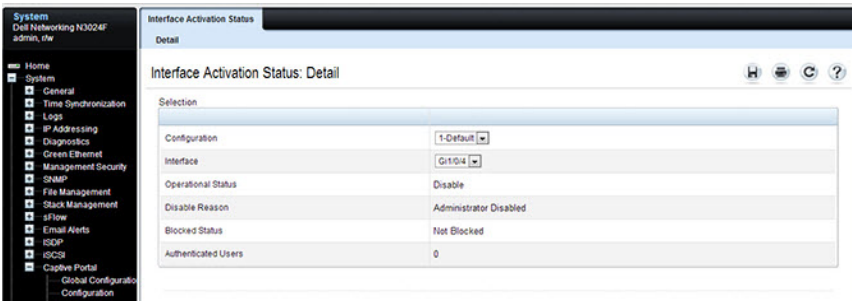 System
Dell Networking N3024F
admin, r/w
Home
System
General
Time Synchronization
Logs
IP Addressing
Diagnostics
Green Ethernet
Management Security
SNMP
File Management
Stack Management
sFlow
Email Alerts
ISDP
iSCSI
Captive Portal
Global Configuratio
Configuration
Interface Activation Status
Detail
Interface Activation Status: Detail
Selection
Configuration 1-Default
Interface Gi1/0/4
Operational Status Disable
Disable Reason Administrator Disabled
Blocked Status Not Blocked
Authenticated Users 0